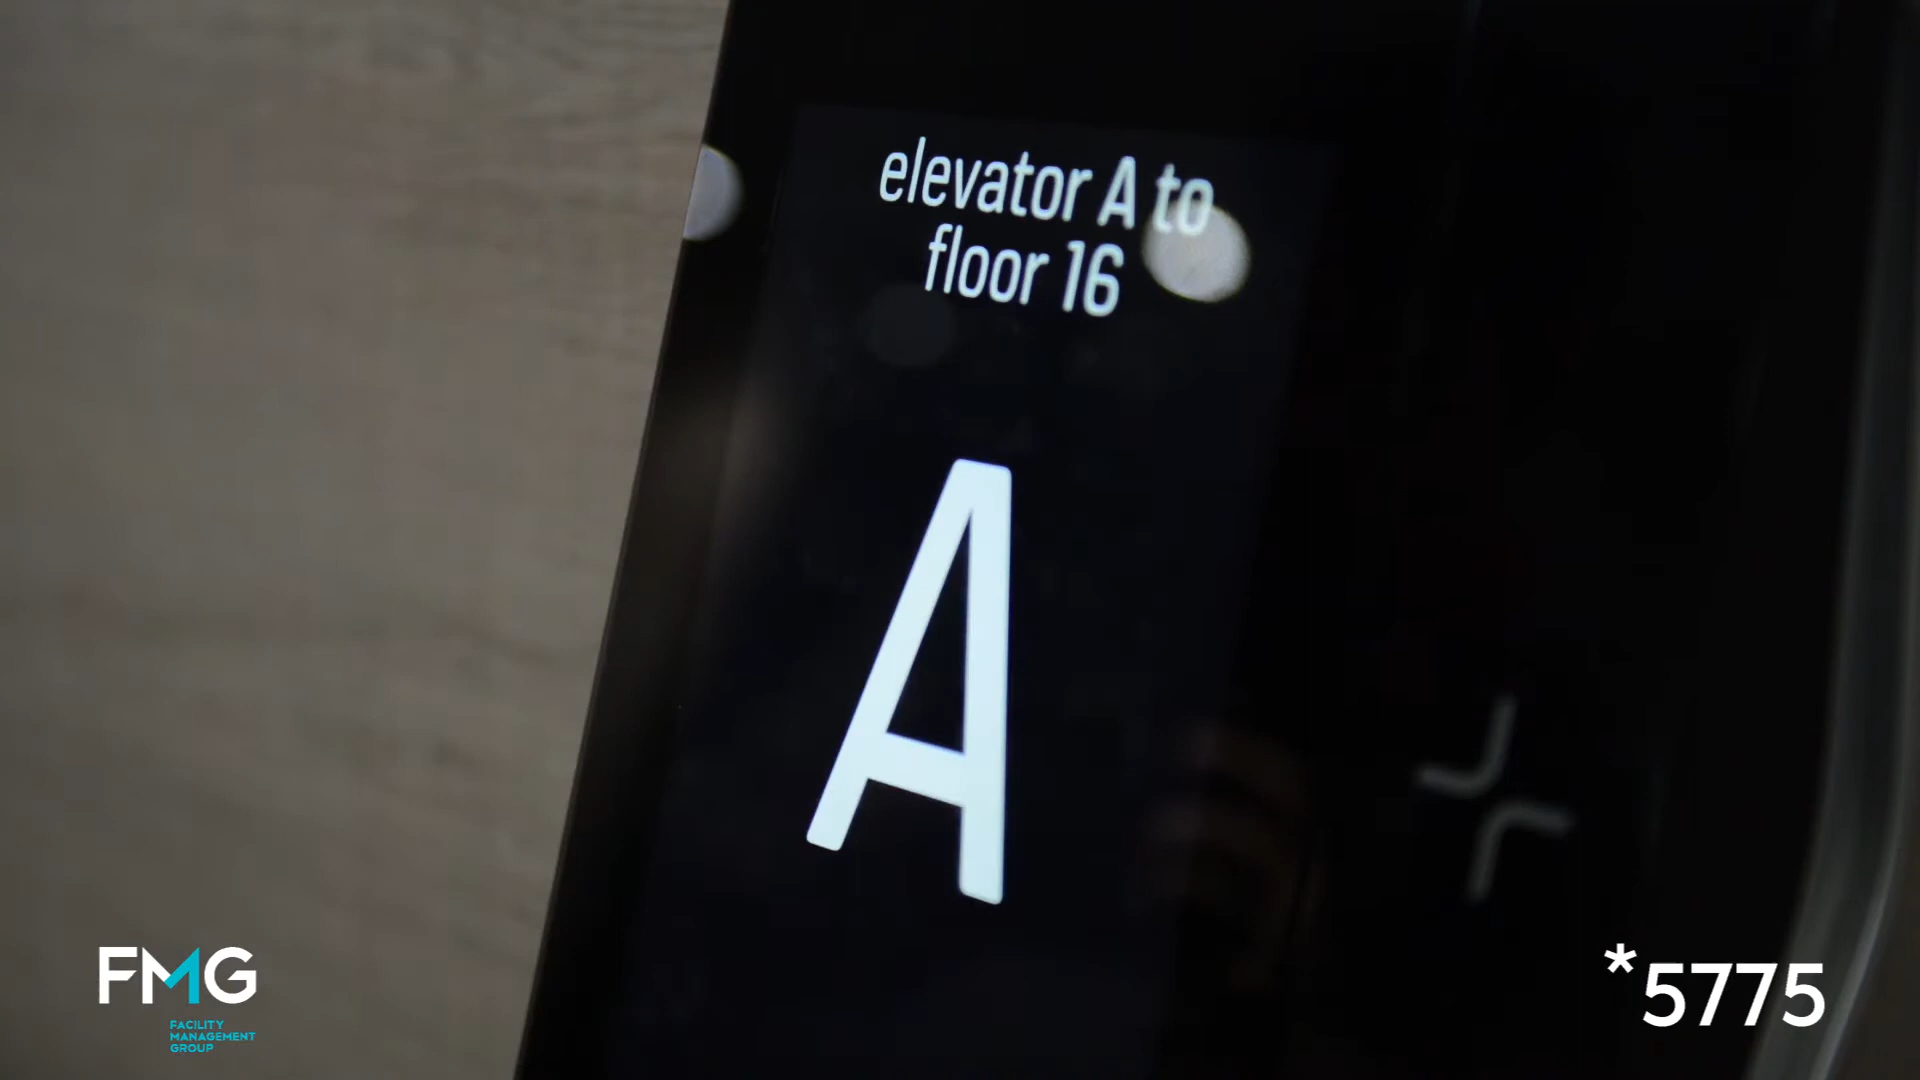 elevator A to
floor 16
A
FMG
FACILITY
MANAGEMENT
GROUP
*5775